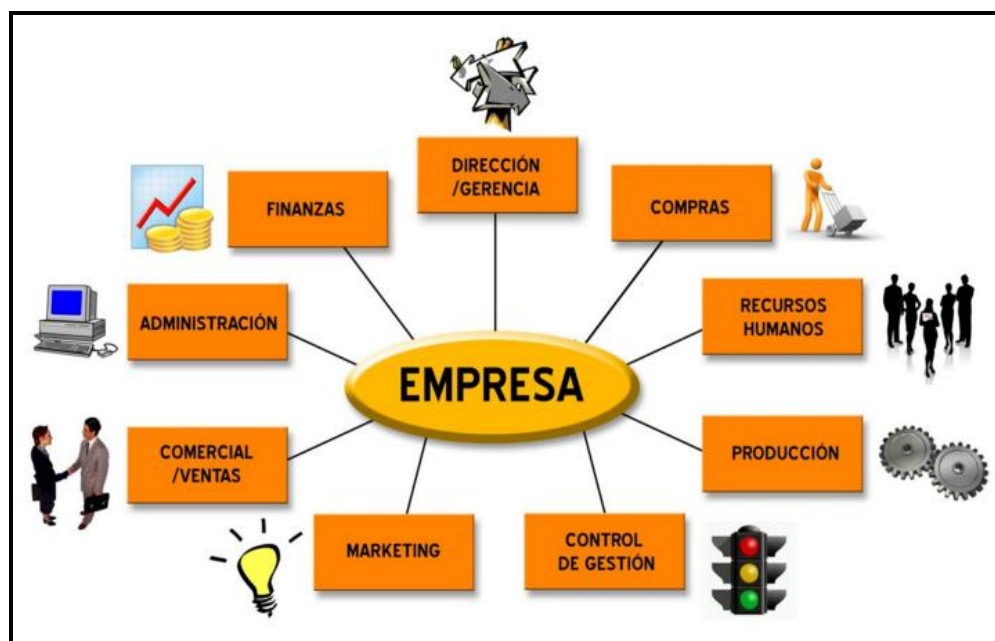 DIRECCIÓN
/GERENCIA
FINANZAS
COMPRAS
ADMINISTRACIÓN
RECURSOS
HUMANOS
EMPRESA
COMERCIAL
/VENTAS
PRODUCCIÓN
MARKETING
CONTROL
DE GESTIÓN